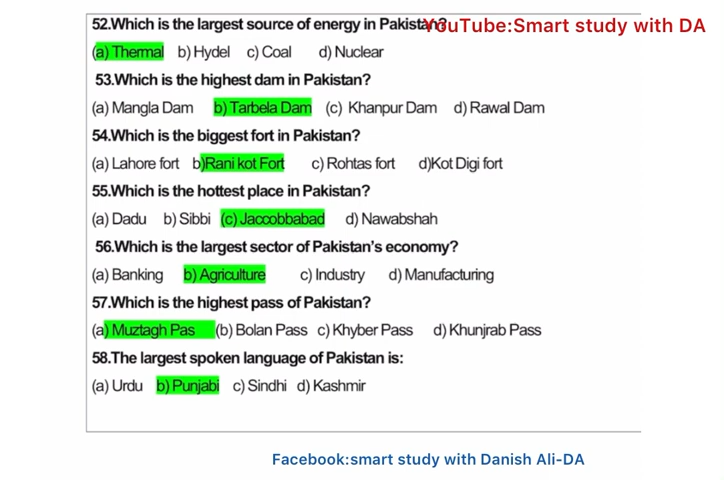 52.Which is the largest source of energy in Pakistan?
YouTube:Smart study with DA
(a) Thermal b) Hydel c) Coal d) Nuclear
53.Which is the highest dam in Pakistan?
(a) Mangla Dam b) Tarbela Dam (c) Khanpur Dam d) Rawal Dam
54.Which is the biggest fort in Pakistan?
(a) Lahore fort b)Rani kot Fort c) Rohtas fort d)Kot Digi fort
55.Which is the hottest place in Pakistan?
(a) Dadu b) Sibbi (c) Jaccobbabad d) Nawabshah
56.Which is the largest sector of Pakistan's economy?
(a) Banking b) Agriculture c) Industry d) Manufacturing
57.Which is the highest pass of Pakistan?
(a) Muztagh Pas (b) Bolan Pass c) Khyber Pass d) Khunjrab Pass
58.The largest spoken language of Pakistan is:
(a) Urdu b) Punjabi c) Sindhi d) Kashmir
Facebook:smart study with Danish Ali-DA